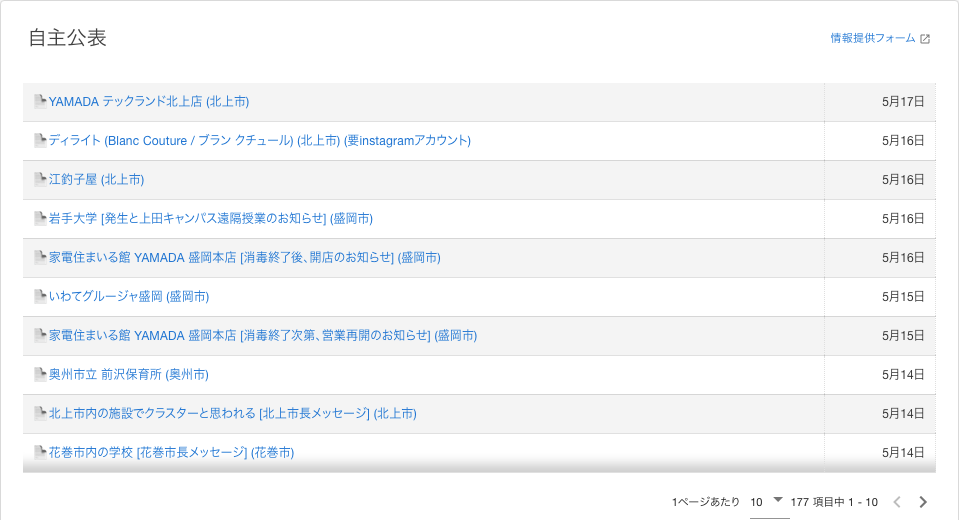 自主公表
情報提供フォーム
YAMADA テックランド北上店 (北上市) 5月17日
ディライト (Blanc Couture / ブラン クチュール) (北上市) (要instagramアカウント) 5月16日
江釣子屋 (北上市) 5月16日
岩手大学 [発生と上田キャンパス遠隔授業のお知らせ] (盛岡市) 5月16日
家電住まいる館 YAMADA 盛岡本店 [消毒終了後、開店のお知らせ] (盛岡市) 5月16日
いわてグルージャ盛岡 (盛岡市) 5月15日
家電住まいる館 YAMADA 盛岡本店 [消毒終了次第、営業再開のお知らせ] (盛岡市) 5月15日
奥州市立 前沢保育所 (奥州市) 5月14日
北上市内の施設でクラスターと思われる [北上市長メッセージ] (北上市) 5月14日
花巻市内の学校 [花巻市長メッセージ] (花巻市) 5月14日
1ページあたり 10 177 項目中 1 - 10